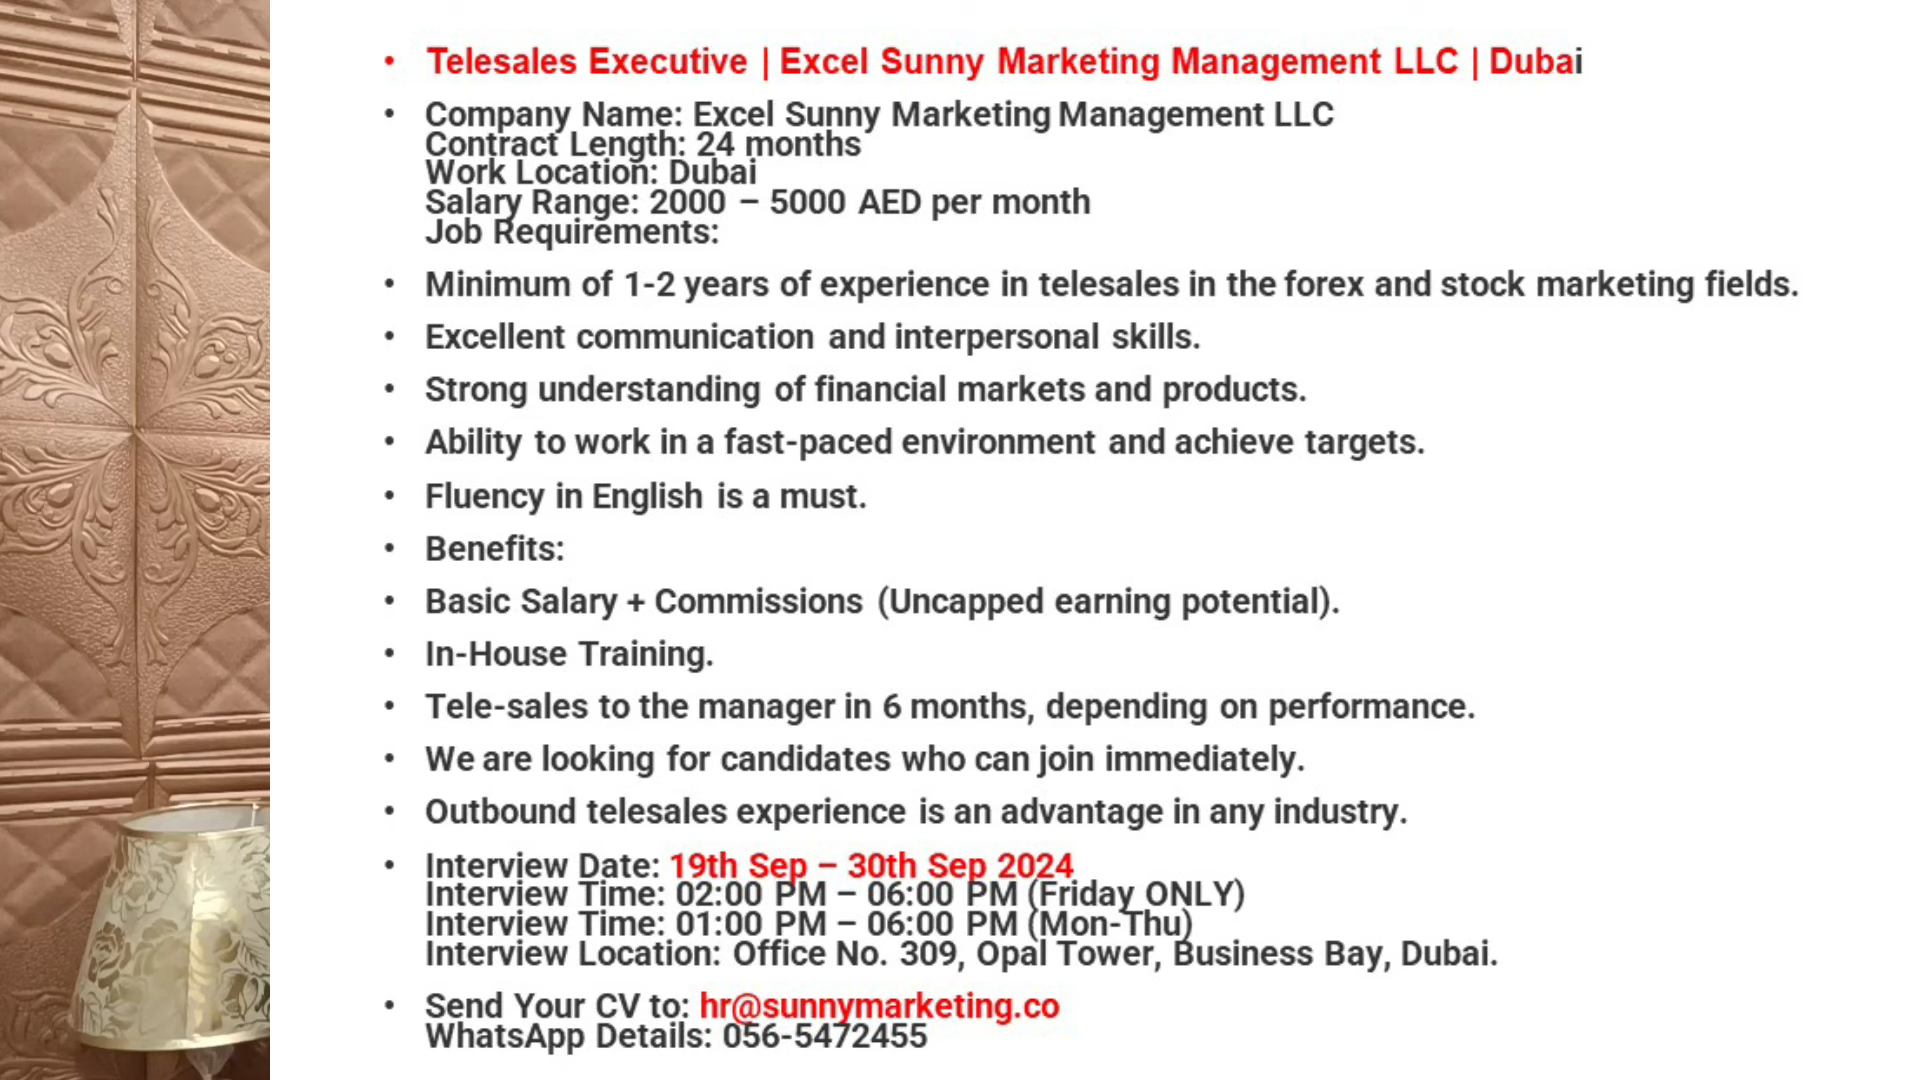 • Telesales Executive | Excel Sunny Marketing Management LLC | Dubai
• Company Name: Excel Sunny Marketing Management LLC
Contract Length: 24 months
Work Location: Dubai
Salary Range: 2000 – 5000 AED per month
Job Requirements:
• Minimum of 1-2 years of experience in telesales in the forex and stock marketing fields.
• Excellent communication and interpersonal skills.
• Strong understanding of financial markets and products.
• Ability to work in a fast-paced environment and achieve targets.
• Fluency in English is a must.
• Benefits:
• Basic Salary + Commissions (Uncapped earning potential).
• In-House Training.
• Tele-sales to the manager in 6 months, depending on performance.
• We are looking for candidates who can join immediately.
• Outbound telesales experience is an advantage in any industry.
• Interview Date: 19th Sep – 30th Sep 2024
Interview Time: 02:00 PM – 06:00 PM (Friday ONLY)
Interview Time: 01:00 PM – 06:00 PM (Mon-Thu)
Interview Location: Office No. 309, Opal Tower, Business Bay, Dubai.
• Send Your CV to: hr@sunnymarketing.co
WhatsApp Details: 056-5472455